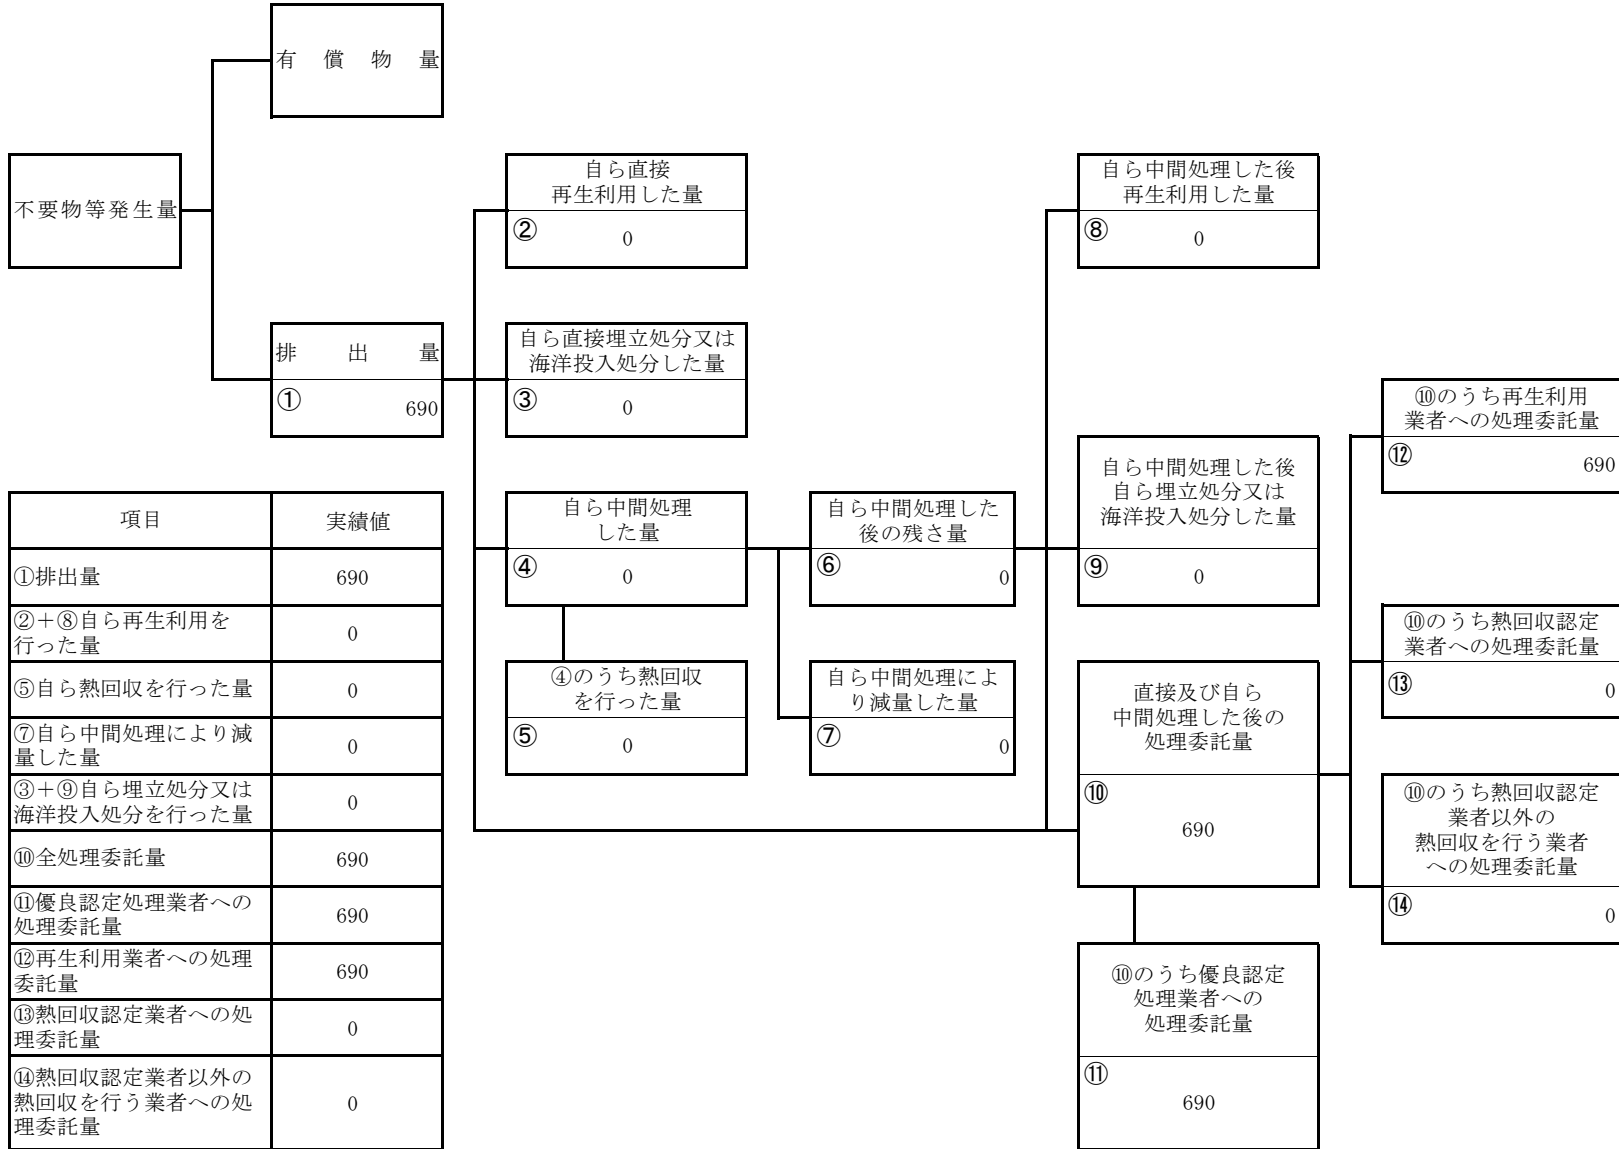 有償物量
不要物等発生量
自ら直接
再生利用した量
②
0
自ら中間処理した後
再生利用した量
⑧
0
排出量
①
690
自ら直接埋立処分又は
海洋投入処分した量
③
0
⑩のうち再生利用
業者への処理委託量
⑫
690
自ら中間処理
した量
④
0
自ら中間処理した
後の残さ量
⑥
0
自ら中間処理した後
自ら埋立処分又は
海洋投入処分した量
⑨
0
⑩のうち熱回収認定
業者への処理委託量
⑬
0
④のうち熱回収
を行った量
⑤
0
自ら中間処理によ
り減量した量
⑦
0
直接及び自ら
中間処理した後の
処理委託量
⑩
690
⑩のうち熱回収認定
業者以外の
熱回収を行う業者
への処理委託量
⑭
0
⑩のうち優良認定
処理業者への
処理委託量
⑪
690
項目 実績値
①排出量 690
②+⑧自ら再生利用を
行った量
0
⑤自ら熱回収を行った量 0
⑦自ら中間処理により減
量した量
0
③+⑨自ら埋立処分又は
海洋投入処分を行った量
0
⑩全処理委託量 690
⑪優良認定処理業者への
処理委託量
690
⑫再生利用業者への処理
委託量
690
⑬熱回収認定業者への処
理委託量
0
⑭熱回収認定業者以外の
熱回収を行う業者への処
理委託量
0